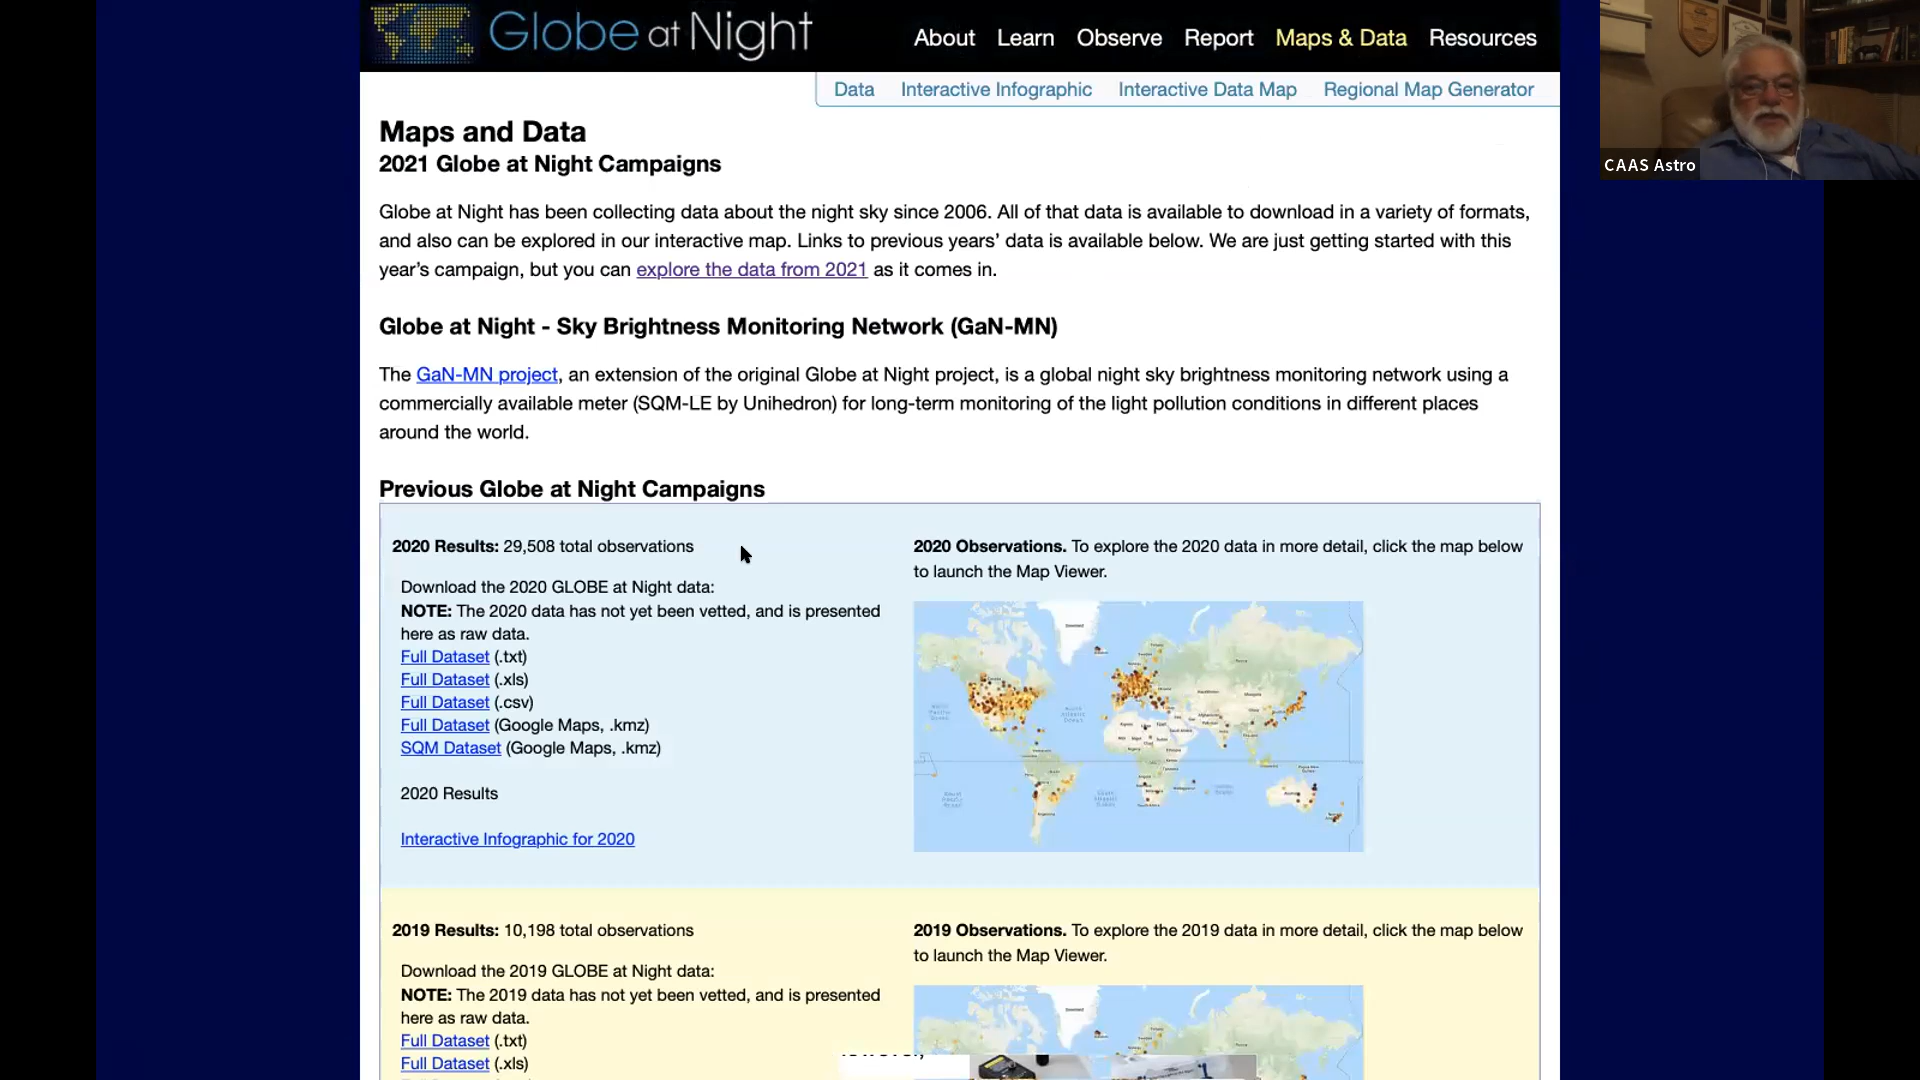 Globe at Night
About Learn Observe Report Maps & Data Resources
Data Interactive Infographic Interactive Data Map Regional Map Generator
CAAS Astro
Maps and Data
2021 Globe at Night Campaigns
Globe at Night has been collecting data about the night sky since 2006. All of that data is available to download in a variety of formats,
and also can be explored in our interactive map. Links to previous years’ data is available below. We are just getting started with this
year’s campaign, but you can explore the data from 2021 as it comes in.
Globe at Night - Sky Brightness Monitoring Network (GaN-MN)
The GaN-MN project, an extension of the original Globe at Night project, is a global night sky brightness monitoring network using a
commercially available meter (SQM-LE by Unihedron) for long-term monitoring of the light pollution conditions in different places
around the world.
Previous Globe at Night Campaigns
2020 Results: 29,508 total observations
Download the 2020 GLOBE at Night data:
NOTE: The 2020 data has not yet been vetted, and is presented
here as raw data.
Full Dataset (.txt)
Full Dataset (.xls)
Full Dataset (.csv)
Full Dataset (Google Maps, .kmz)
SQM Dataset (Google Maps, .kmz)
2020 Results
Interactive Infographic for 2020
2020 Observations. To explore the 2020 data in more detail, click the map below
to launch the Map Viewer.
2019 Results: 10,198 total observations
Download the 2019 GLOBE at Night data:
NOTE: The 2019 data has not yet been vetted, and is presented
here as raw data.
Full Dataset (.txt)
Full Dataset (.xls)
2019 Observations. To explore the 2019 data in more detail, click the map below
to launch the Map Viewer.